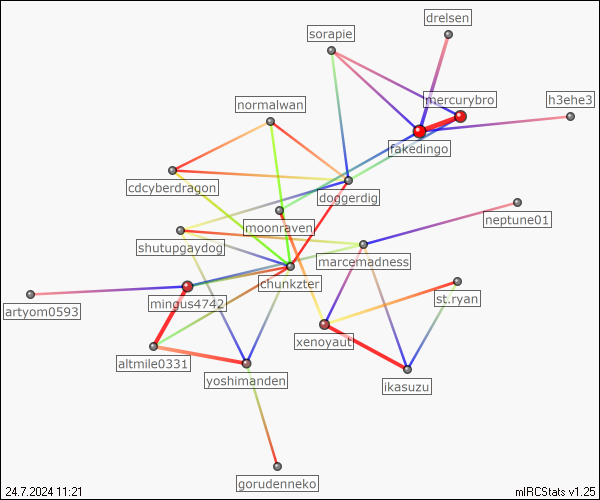 drelsen
sorapie
mercurybro
h3ehe3
normalwan
fakedingo
cdcyberdragon
doggerdig
neptune01
moonraven
shutupgaydog
marcemadness
chunkzter
mingus4742
st.ryan
artyom0593
xenoyaut
altmile0331
yoshimanden
ikasuzu
gorudenneko
24.7.2024 11:21
mIRCStats v1.25